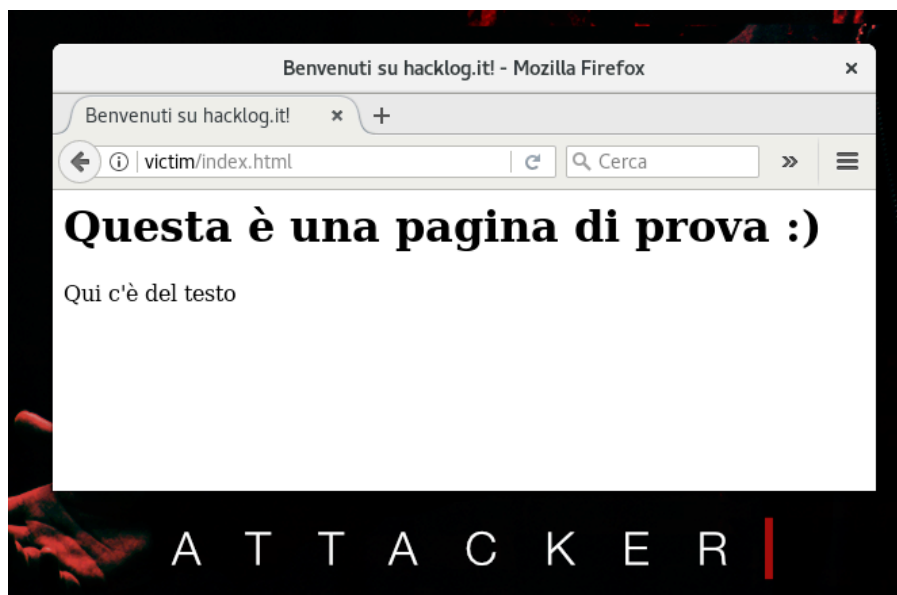 Benvenuti su hacklog.it! - Mozilla Firefox
Benvenuti su hacklog.it!
victim/index.html
Cerca
Questa è una pagina di prova :)
Qui c'è del testo
ATTACKER